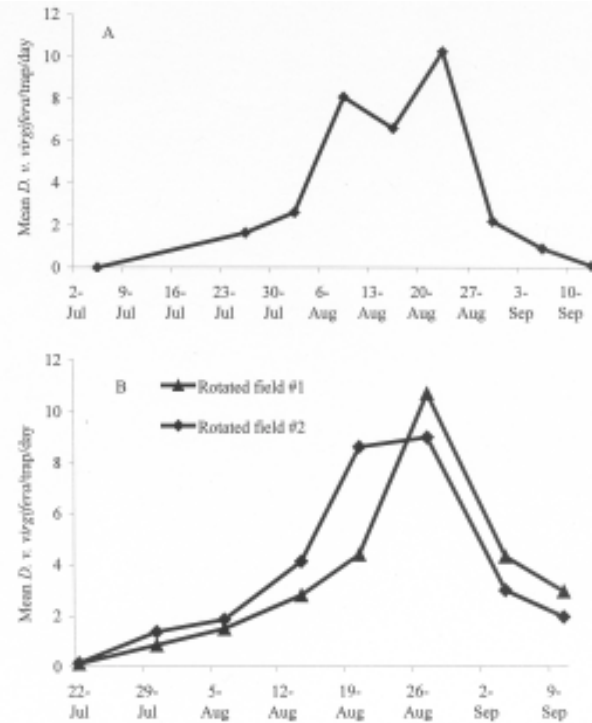 A
Mean D. v. virgifera/trap/day
12
10
8
6
4
2
0
2-Jul
9-Jul
16-Jul
23-Jul
30-Jul
6-Aug
13-Aug
20-Aug
27-Aug
3-Sep
10-Sep
B
Rotated field #1
Rotated field #2
Mean D. v. virgifera/trap/day
12
10
8
6
4
2
0
22-Jul
29-Jul
5-Aug
12-Aug
19-Aug
26-Aug
2-Sep
9-Sep